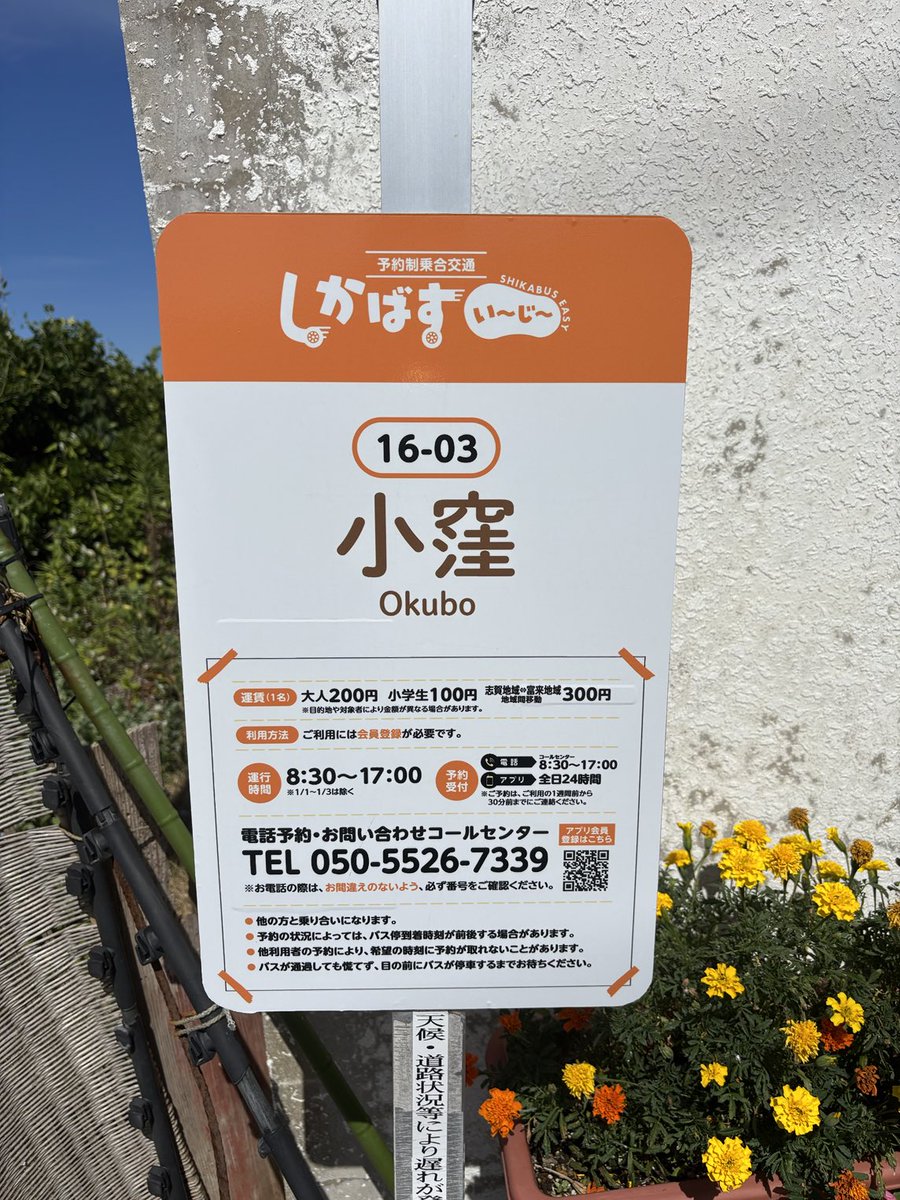 予約制乗合交通
しかばす
い〜じ〜
SHIKABUS EASY
16-03
小窪
Okubo
運賃(1名) 大人200円 小学生100円 志賀地域⇔富来地域 地域間移動 300円
※目的地や対象者により金額が異なる場合があります。
利用方法 ご利用には会員登録が必要です。
運行時間 8:30〜17:00
※1/1〜1/3は除く
予約受付
電話 コールセンター 8:30〜17:00
アプリ 全日24時間
※ご予約は、ご利用の1週間前から
30分前までにご連絡ください。
電話予約・お問い合わせコールセンター
TEL 050-5526-7339
アプリ会員
登録はこちら
※お電話の際は、お間違えのないよう、必ず番号をご確認ください。
●他の方と乗り合いになります。
●予約の状況によっては、バス停到着時刻が前後する場合があります。
●他利用者の予約により、希望の時刻に予約が取れないことがあります。
●バスが通過しても慌てず、目の前にバスが停車するまでお待ちください。
天候・道路状況等により遅れが